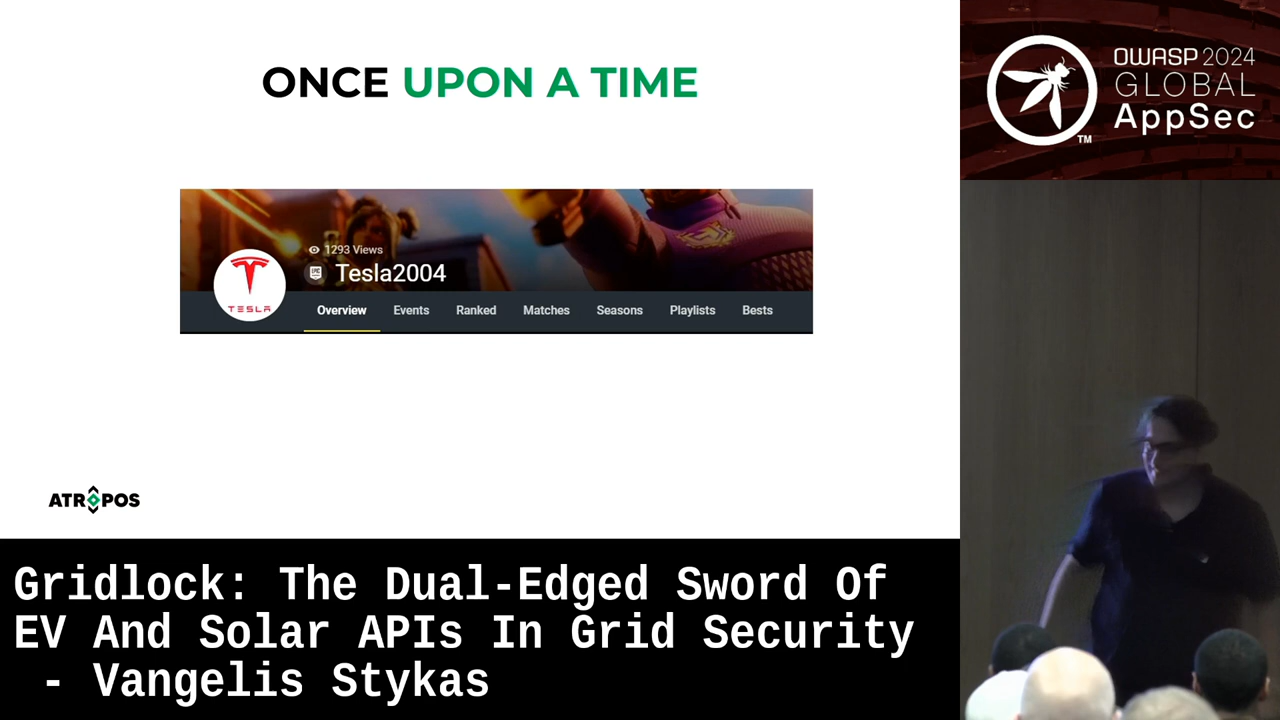 ONCE UPON A TIME
1293 Views
EPIC
Tesla2004
TESLA
Overview Events Ranked Matches Seasons Playlists Bests
ATROPOS
OWASP 2024
GLOBAL
AppSec
TM
Gridlock: The Dual-Edged Sword Of
EV And Solar APIs In Grid Security
- Vangelis Stykas